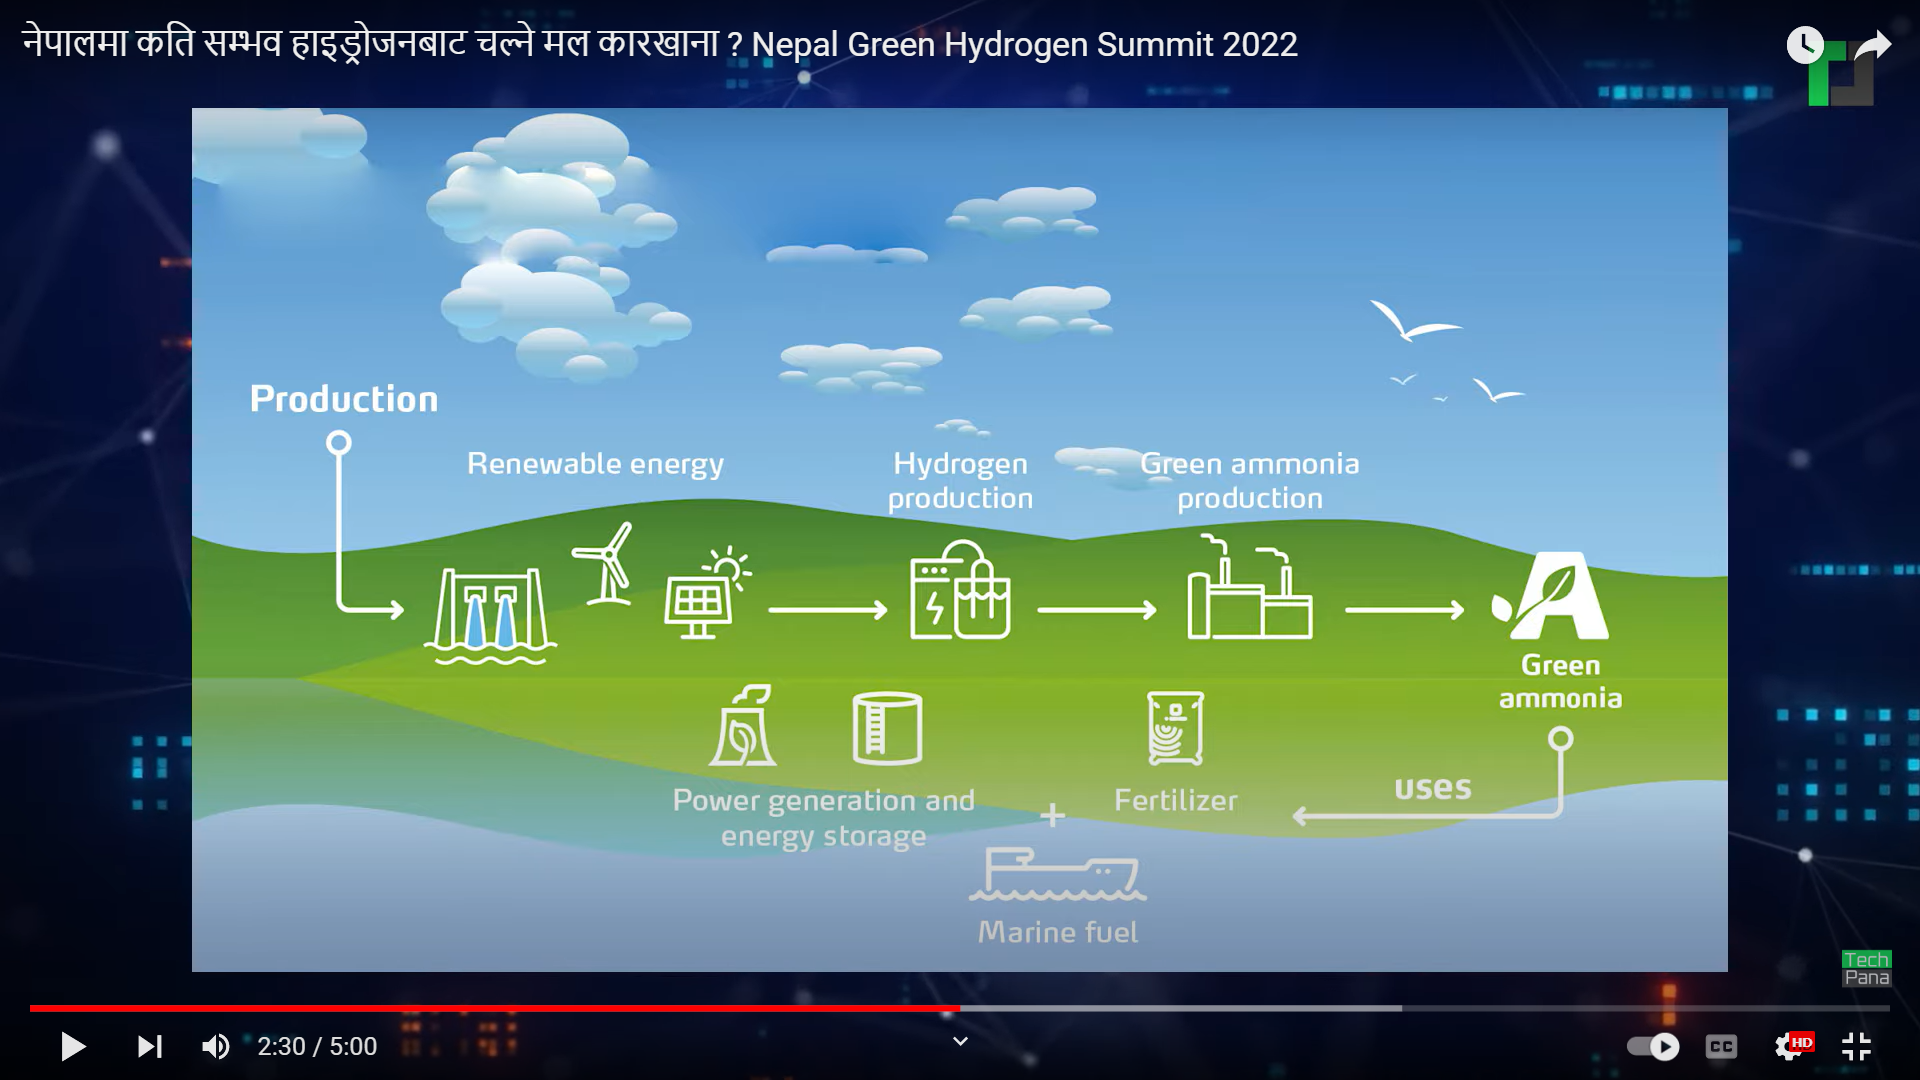 नेपालमा कति सम्भव हाइड्रोजनबाट चल्ने मल कारखाना ? Nepal Green Hydrogen Summit 2022
Production
Renewable energy
Hydrogen
production
Green ammonia
production
Green
ammonia
uses
Power generation and
energy storage
+
Fertilizer
Marine fuel
Tech
Pana
2:30 / 5:00
CC
HD